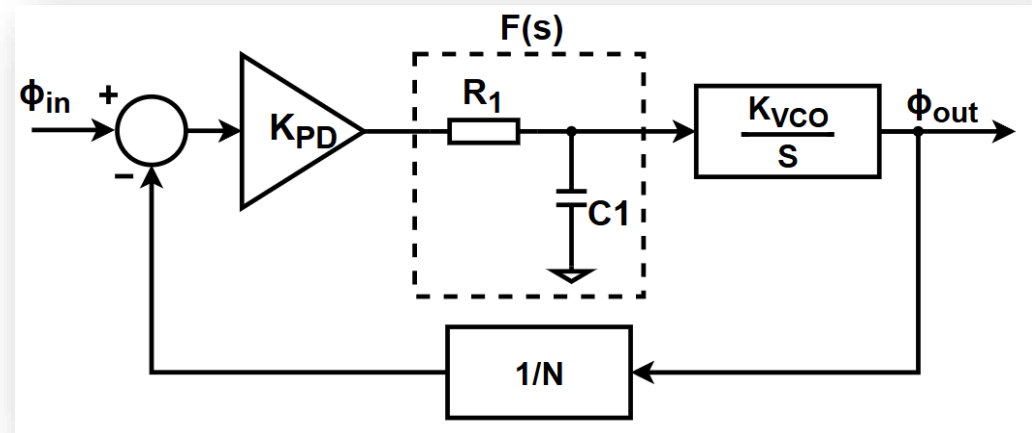 F(s)
ϕin
+
R1
KPD
KVCO
S
ϕout
−
C1
1/N